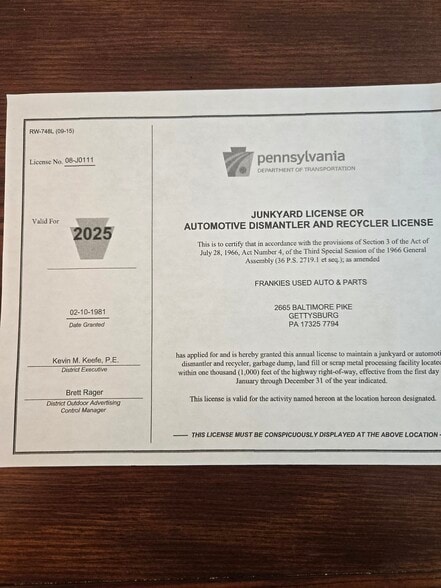 RW-748L (09-15)
License No. 08-J0111
Valid For
2025
02-10-1981
Date Granted
Kevin M. Keefe, P.E.
District Executive
Brett Rager
District Outdoor Advertising
Control Manager
pennsylvania
DEPARTMENT OF TRANSPORTATION
JUNKYARD LICENSE OR
AUTOMOTIVE DISMANTLER AND RECYCLER LICENSE
This is to certify that in accordance with the provisions of Section 3 of the Act of
July 28, 1966, Act Number 4, of the Third Special Session of the 1966 General
Assembly (36 P.S. 2719.1 et seq.); as amended
FRANKIES USED AUTO & PARTS
2665 BALTIMORE PIKE
GETTYSBURG
PA 17325 7794
has applied for and is hereby granted this annual license to maintain a junkyard or automoti
dismantler and recycler, garbage dump, land fill or scrap metal processing facility located
within one thousand (1,000) feet of the highway right-of-way, effective from the first day
January through December 31 of the year indicated.
This license is valid for the activity named hereon at the location hereon designated.
THIS LICENSE MUST BE CONSPICUOUSLY DISPLAYED AT THE ABOVE LOCATION